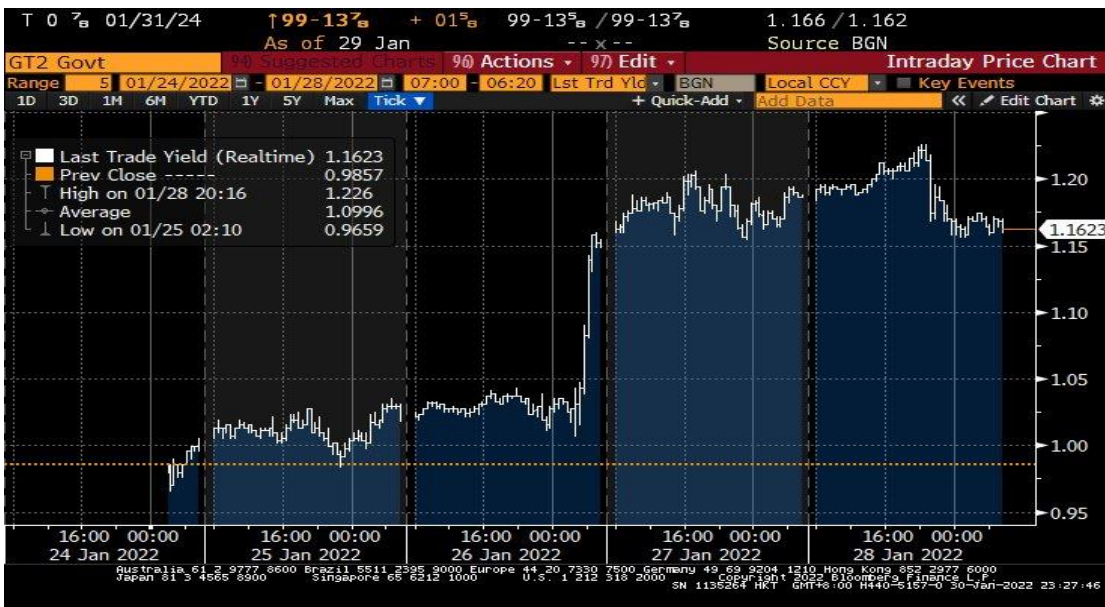 T 0 ⅞ 01/31/24 ↑99-13⅞ + 01⅝ 99-13⅝ / 99-13⅞ 1.166 / 1.162
As of 29 Jan -- x -- Source BGN
GT2 Govt 94) Suggested Charts 96) Actions 97) Edit Intraday Price Chart
Range 5 01/24/2022 - 01/28/2022 07:00 - 06:20 Lst Trd Yld BGN Local CCY Key Events
1D 3D 1M 6M YTD 1Y 5Y Max Tick ▼ + Quick-Add Add Data « Edit Chart
Last Trade Yield (Realtime) 1.1623
Prev Close ----- 0.9857
High on 01/28 20:16 1.226
Average 1.0996
Low on 01/25 02:10 0.9659
1.20
1.1623
1.15
1.10
1.05
1.00
0.95
16:00 00:00 16:00 00:00 16:00 00:00 16:00 00:00 16:00 00:00
24 Jan 2022 25 Jan 2022 26 Jan 2022 27 Jan 2022 28 Jan 2022
Australia 61 2 9777 8600 Brazil 5511 2395 9000 Europe 44 20 7330 7500 Germany 49 69 9204 1210 Hong Kong 852 2977 6000
Japan 81 3 4565 8900 Singapore 65 6212 1000 U.S. 1 212 318 2000 Copyright 2022 Bloomberg Finance L.P.
SN 1135264 HKT GMT+8:00 H440-5157-0 30-Jan-2022 23:27:46